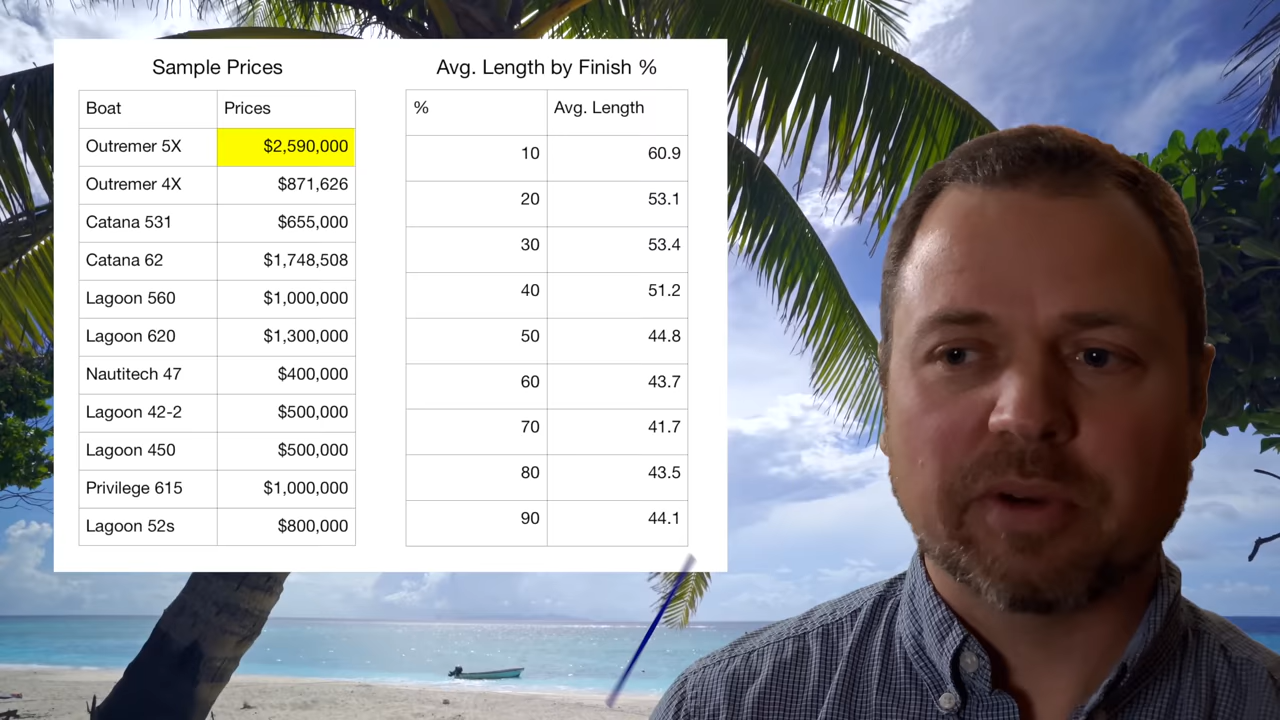 Sample Prices
Boat Prices
Outremer 5X $2,590,000
Outremer 4X $871,626
Catana 531 $655,000
Catana 62 $1,748,508
Lagoon 560 $1,000,000
Lagoon 620 $1,300,000
Nautitech 47 $400,000
Lagoon 42-2 $500,000
Lagoon 450 $500,000
Privilege 615 $1,000,000
Lagoon 52s $800,000
Avg. Length by Finish %
% Avg. Length
10 60.9
20 53.1
30 53.4
40 51.2
50 44.8
60 43.7
70 41.7
80 43.5
90 44.1